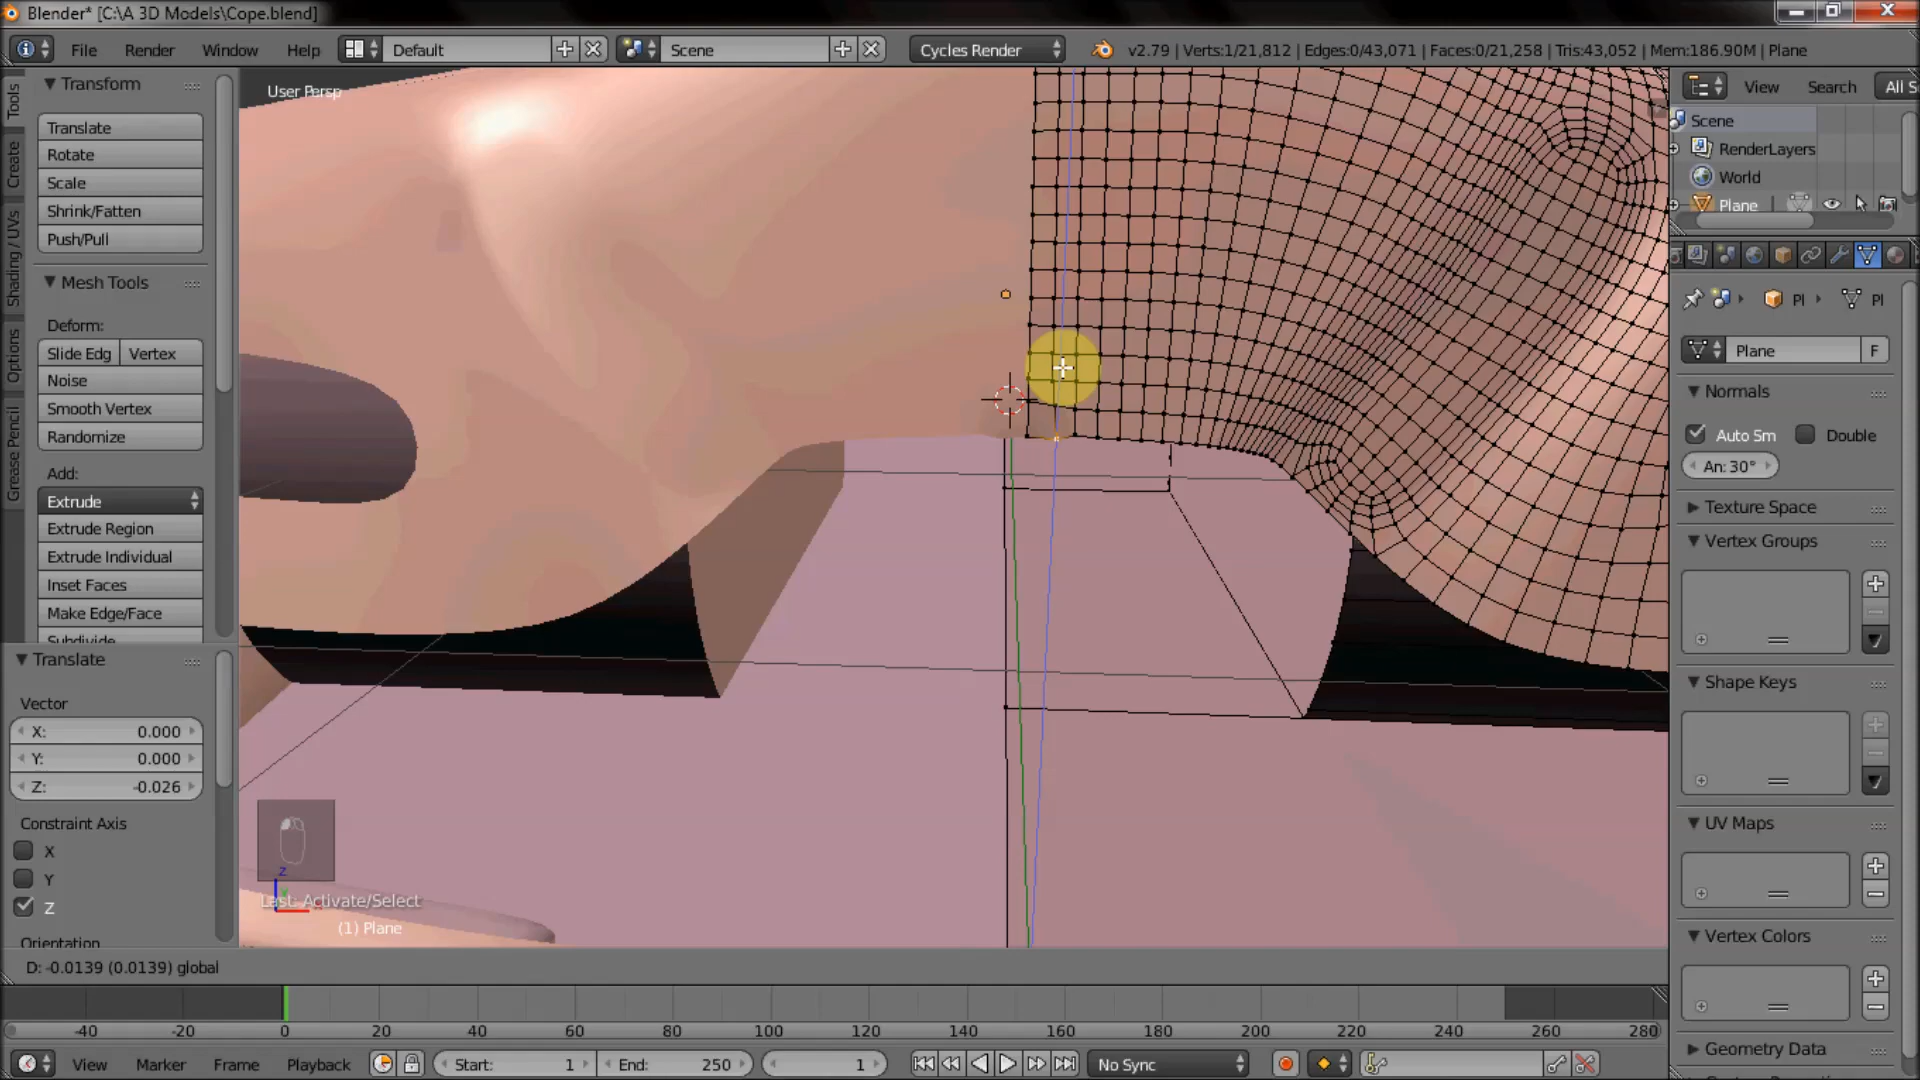 Blender* [C:\A 3D Models\Cope.blend]
File Render Window Help Default Scene Cycles Render v2.79 | Verts:1/21,812 | Edges:0/43,071 | Faces:0/21,258 | Tris:43,052 | Mem:186.90M | Plane
Tools
Create
Shading / UVs
Options
Grease Pencil
Transform
Translate
Rotate
Scale
Shrink/Fatten
Push/Pull
Mesh Tools
Deform:
Slide Edg Vertex
Noise
Smooth Vertex
Randomize
Add:
Extrude
Extrude Region
Extrude Individual
Inset Faces
Make Edge/Face
Subdivide
Translate
Vector
X: 0.000
Y: 0.000
Z: -0.026
Constraint Axis
X
Y
Z
Orientation
User Persp
z
Last: Activate/Select
(1) Plane
D: -0.0139 (0.0139) global
View Search All S
Scene
RenderLayers
World
Plane
Pl Pl
Plane F
Normals
Auto Sm Double
An: 30°
Texture Space
Vertex Groups
Shape Keys
UV Maps
Vertex Colors
Geometry Data
-40 -20 0 20 40 60 80 100 120 140 160 180 200 220 240 260 280
View Marker Frame Playback Start: 1 End: 250 1 No Sync